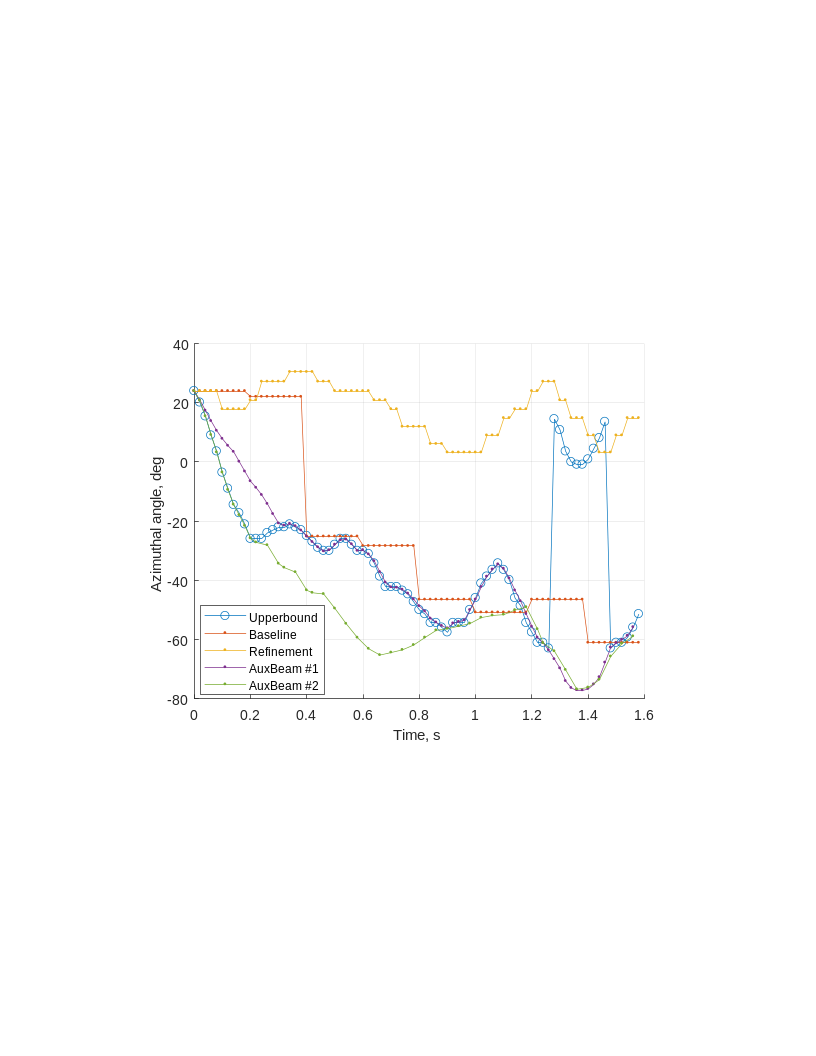 40
20
0
-20
-40
-60
-80
Azimuthal angle, deg
Upperbound
Baseline
Refinement
AuxBeam #1
AuxBeam #2
0 0.2 0.4 0.6 0.8 1 1.2 1.4 1.6
Time, s